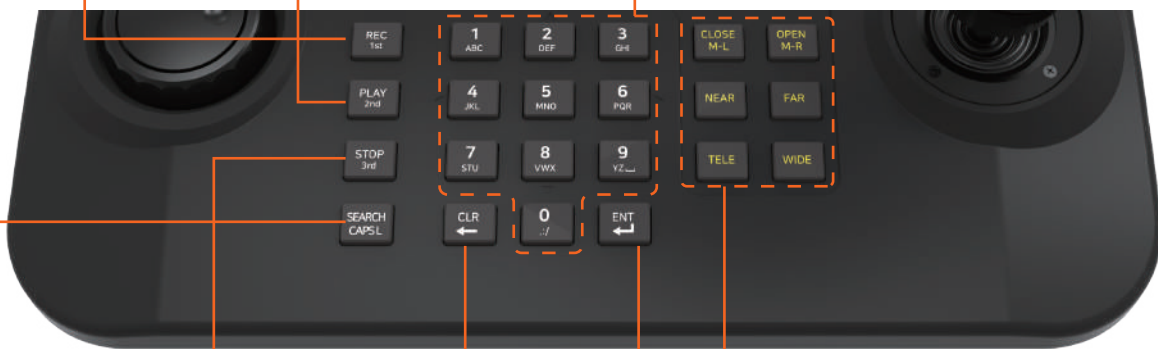 REC
1st
1
ABC
2
DEF
3
GHI
CLOSE
M-L
OPEN
M-R
PLAY
2nd
4
JKL
5
MNO
6
PQR
NEAR
FAR
STOP
3rd
7
STU
8
VWX
9
YZ⎵
TELE
WIDE
SEARCH
CAPS L
CLR
←
0
.:/
ENT
↵